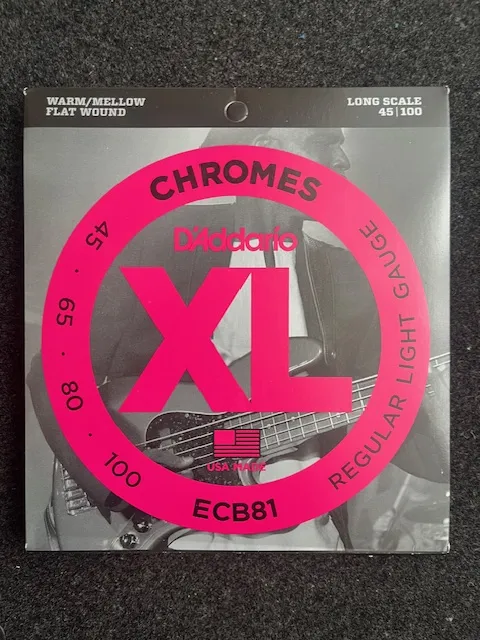 WARM/MELLOW
FLAT WOUND
LONG SCALE
45|100
CHROMES
D'Addario
XL
45 · 65 · 80 · 100
REGULAR LIGHT GAUGE
USA MADE
ECB81